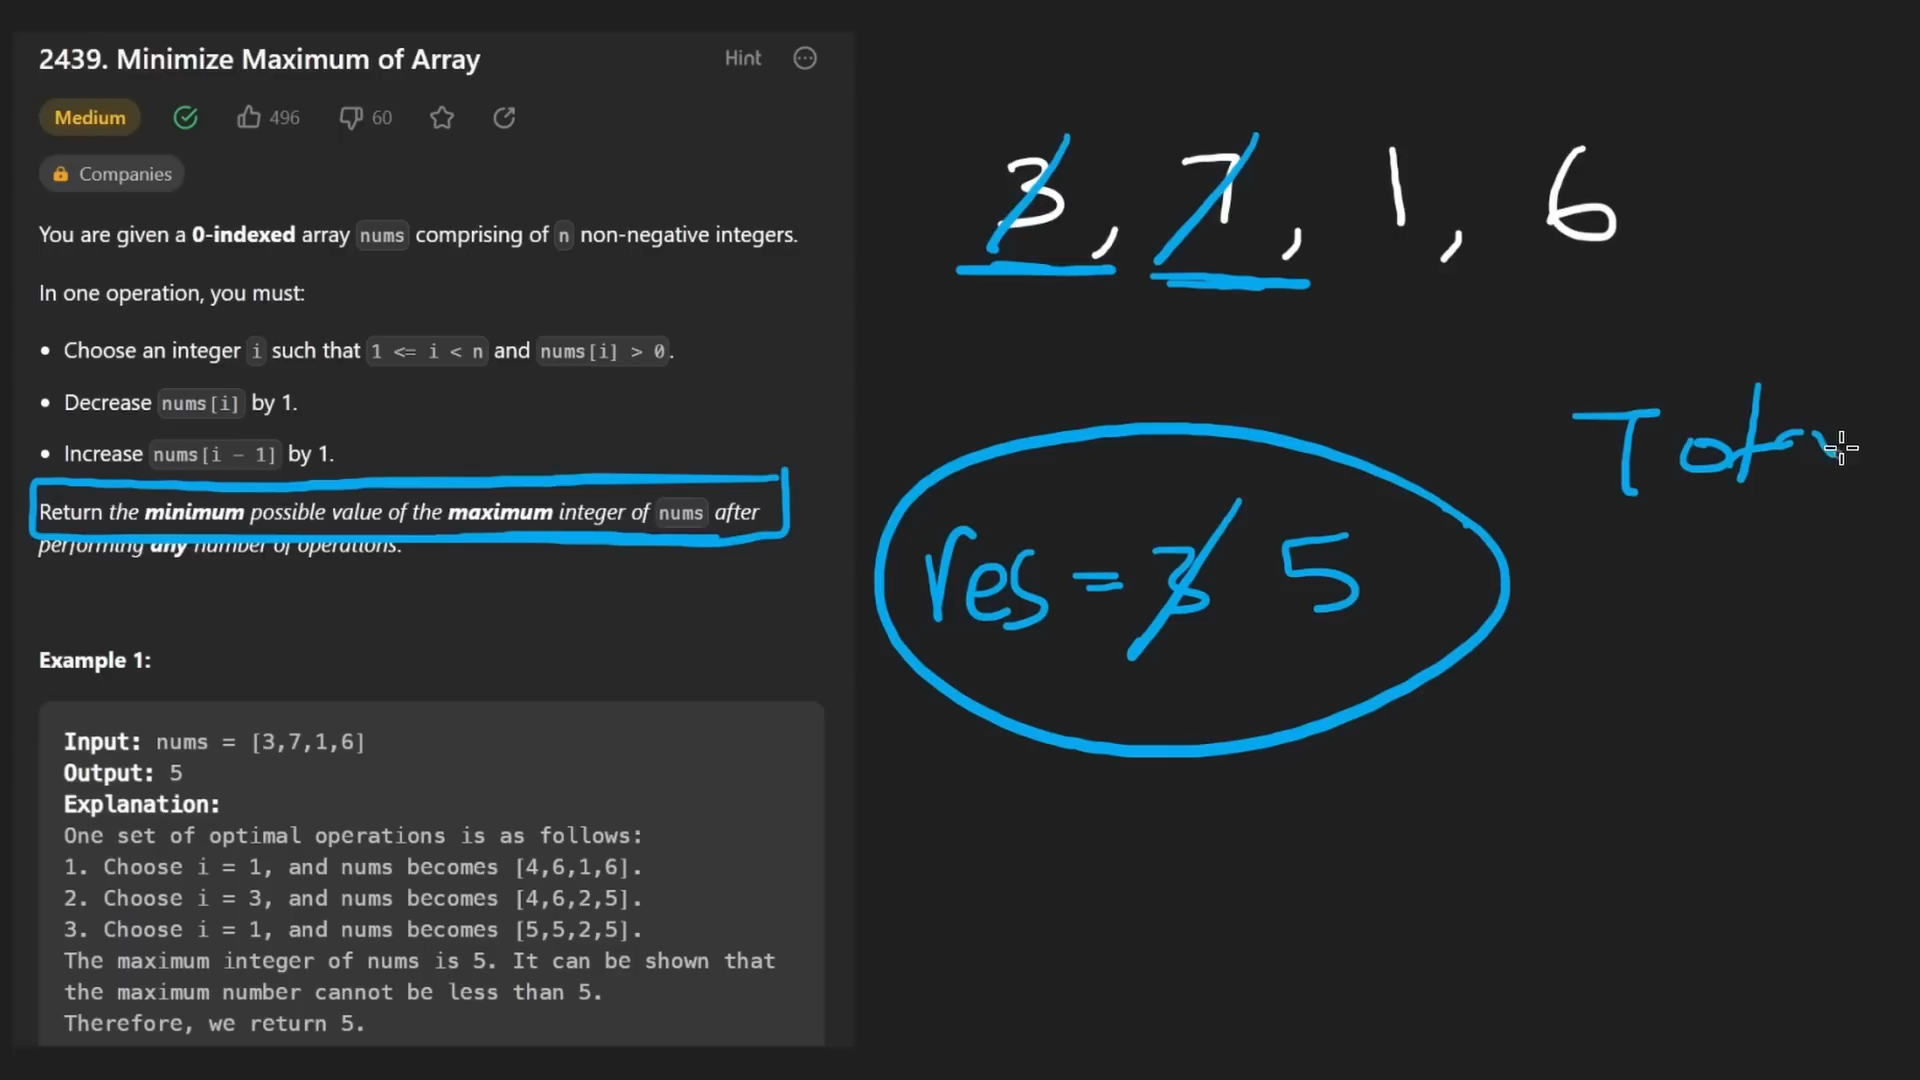 2439. Minimize Maximum of Array
Hint
Medium
496
60
Companies
You are given a 0-indexed array nums comprising of n non-negative integers.
In one operation, you must:
• Choose an integer i such that 1 <= i < n and nums[i] > 0.
• Decrease nums[i] by 1.
• Increase nums[i - 1] by 1.
Return the minimum possible value of the maximum integer of nums after
performing any number of operations.
Example 1:
Input: nums = [3,7,1,6]
Output: 5
Explanation:
One set of optimal operations is as follows:
1. Choose i = 1, and nums becomes [4,6,1,6].
2. Choose i = 3, and nums becomes [4,6,2,5].
3. Choose i = 1, and nums becomes [5,5,2,5].
The maximum integer of nums is 5. It can be shown that
the maximum number cannot be less than 5.
Therefore, we return 5.
3, 7, 1, 6
res = 3 5